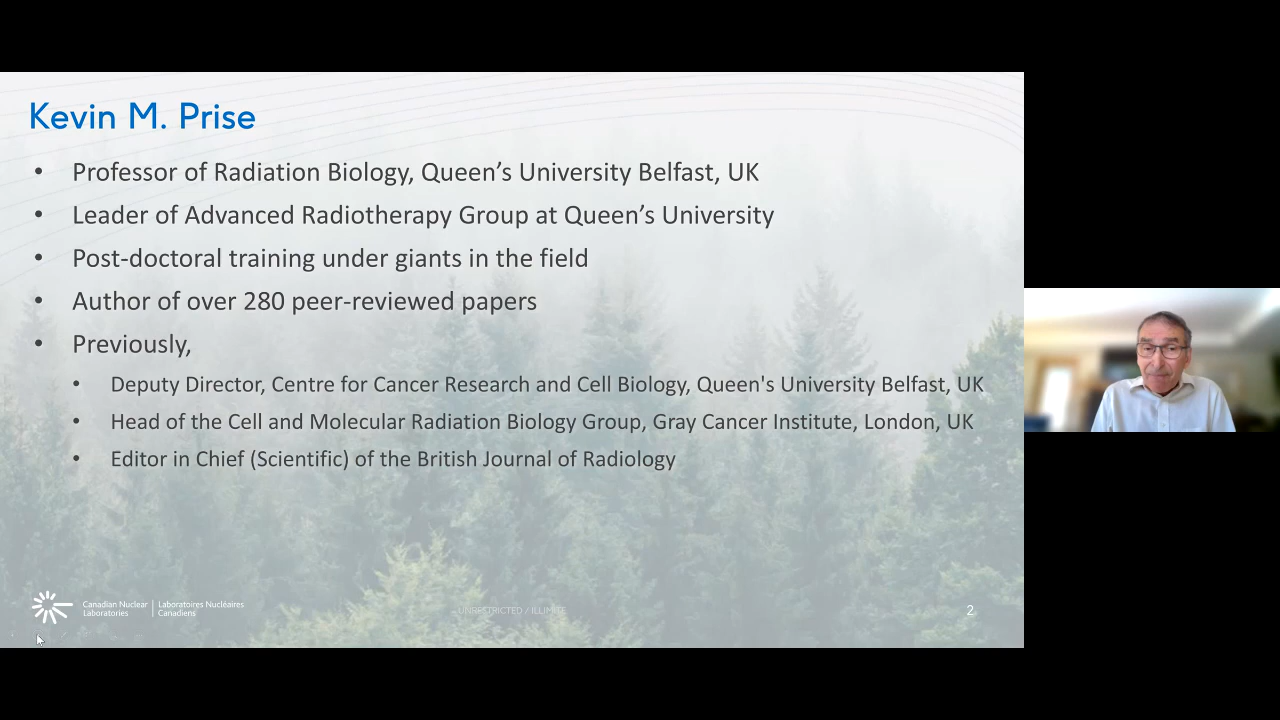 Kevin M. Prise
• Professor of Radiation Biology, Queen’s University Belfast, UK
• Leader of Advanced Radiotherapy Group at Queen’s University
• Post-doctoral training under giants in the field
• Author of over 280 peer-reviewed papers
• Previously,
• Deputy Director, Centre for Cancer Research and Cell Biology, Queen's University Belfast, UK
• Head of the Cell and Molecular Radiation Biology Group, Gray Cancer Institute, London, UK
• Editor in Chief (Scientific) of the British Journal of Radiology
Canadian Nuclear
Laboratories
Laboratoires Nucléaires
Canadiens
UNRESTRICTED / ILLIMITÉ
2